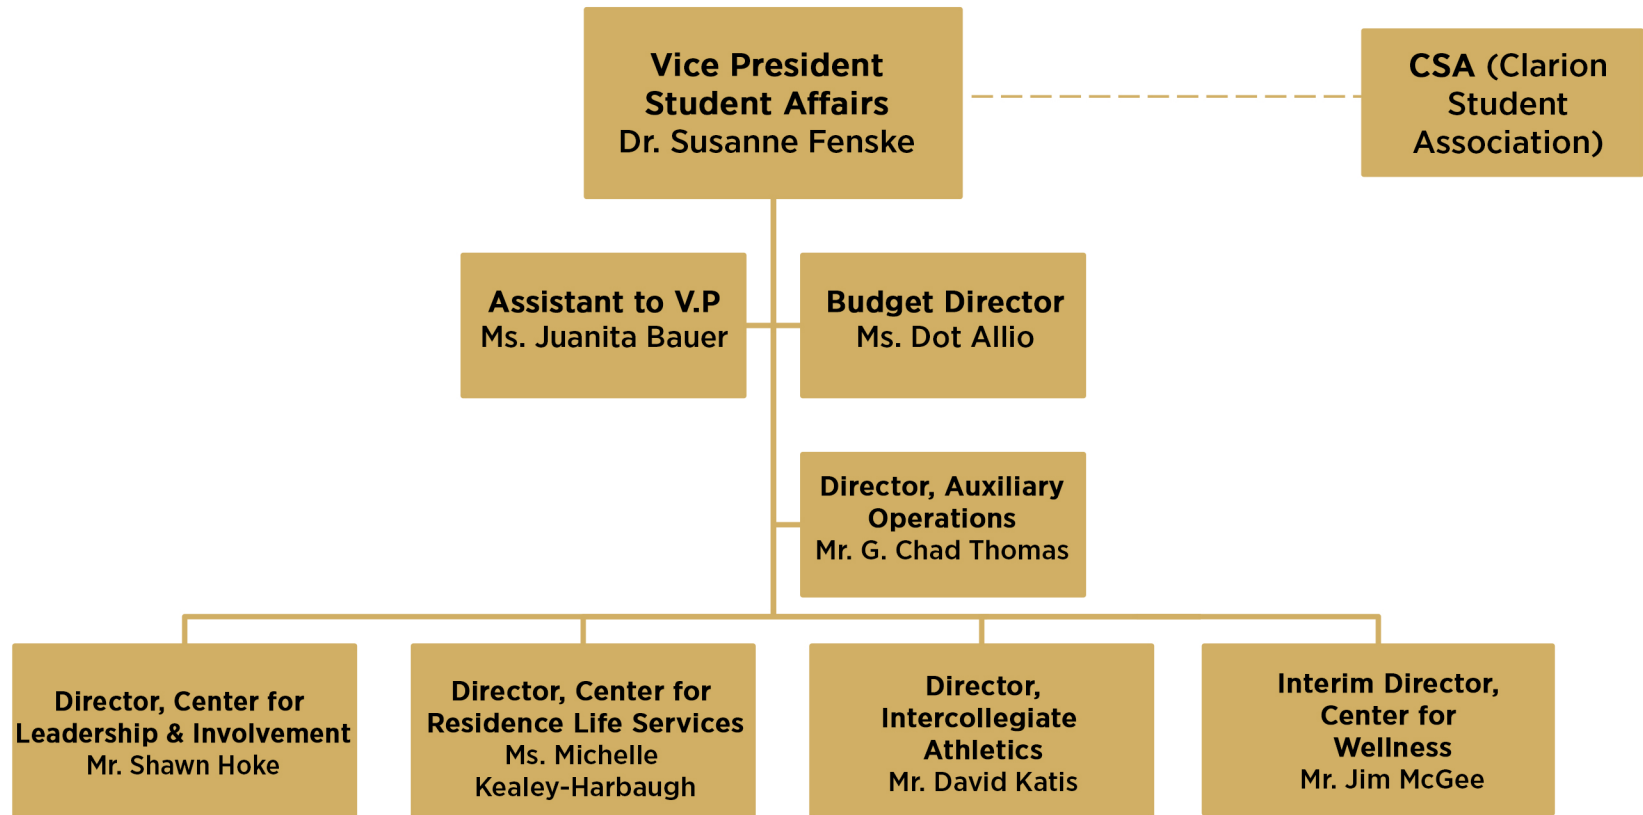 Vice President
Student Affairs
Dr. Susanne Fenske
CSA (Clarion
Student
Association)
Assistant to V.P
Ms. Juanita Bauer
Budget Director
Ms. Dot Allio
Director, Auxiliary
Operations
Mr. G. Chad Thomas
Director, Center for
Leadership & Involvement
Mr. Shawn Hoke
Director, Center for
Residence Life Services
Ms. Michelle
Kealey-Harbaugh
Director,
Intercollegiate
Athletics
Mr. David Katis
Interim Director,
Center for
Wellness
Mr. Jim McGee